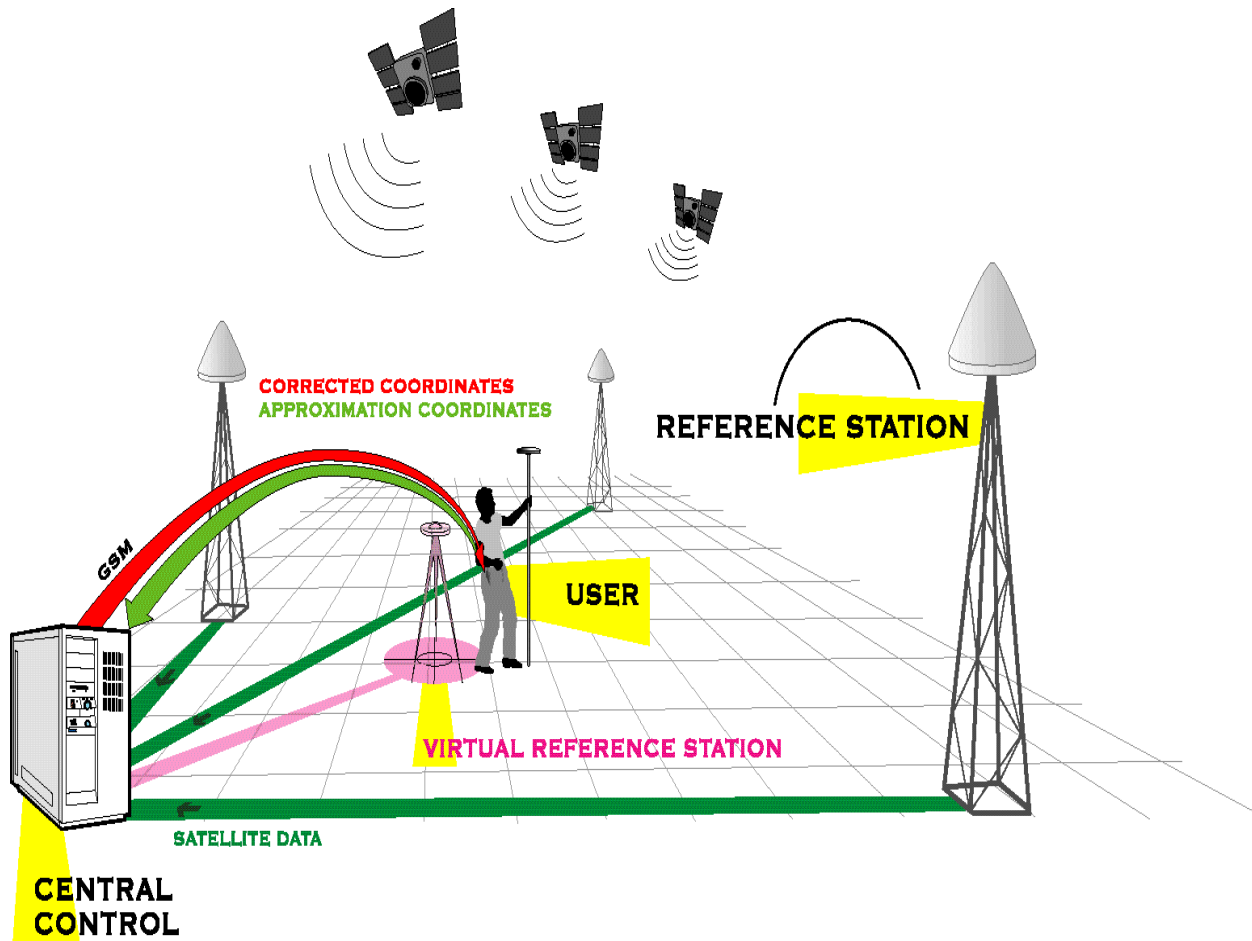 CORRECTED COORDINATES
APPROXIMATION COORDINATES
REFERENCE STATION
GSM
USER
VIRTUAL REFERENCE STATION
SATELLITE DATA
CENTRAL
CONTROL